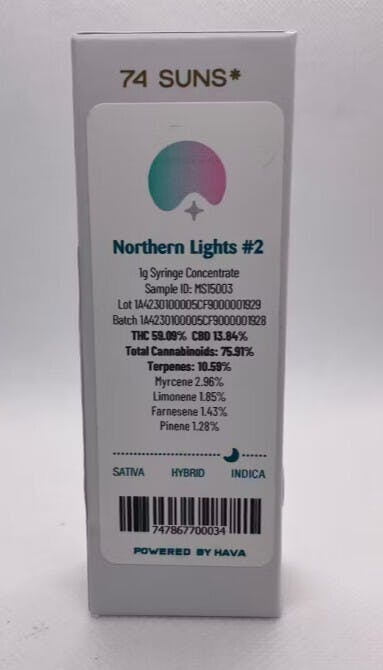 74 SUNS*
Northern Lights #2
1g Syringe Concentrate
Sample ID: MS15003
Lot 1A4230100005CF9000001929
Batch 1A4230100005CF9000001928
THC 59.09% CBD 13.84%
Total Cannabinoids: 75.91%
Terpenes: 10.59%
Myrcene 2.96%
Limonene 1.85%
Farnesene 1.43%
Pinene 1.28%
SATIVA HYBRID INDICA
747867700034
POWERED BY HAVA